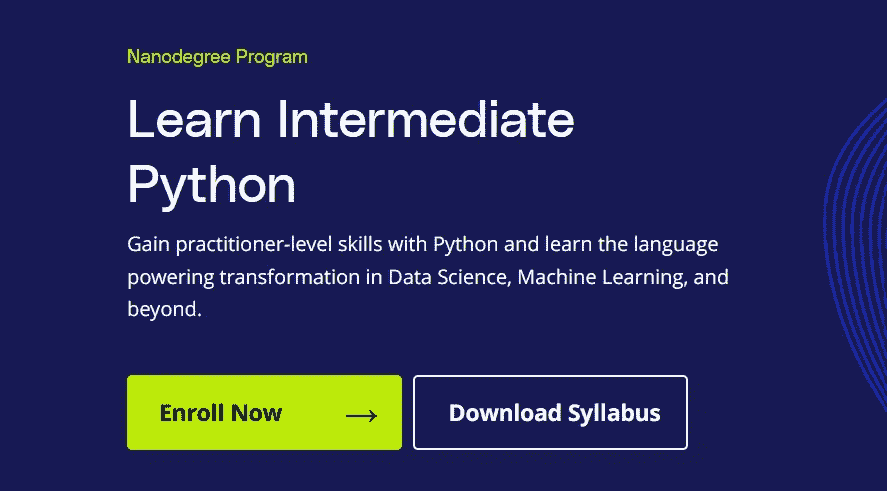 Nanodegree Program
Learn Intermediate
Python
Gain practitioner-level skills with Python and learn the language
powering transformation in Data Science, Machine Learning, and
beyond.
Enroll Now →
Download Syllabus